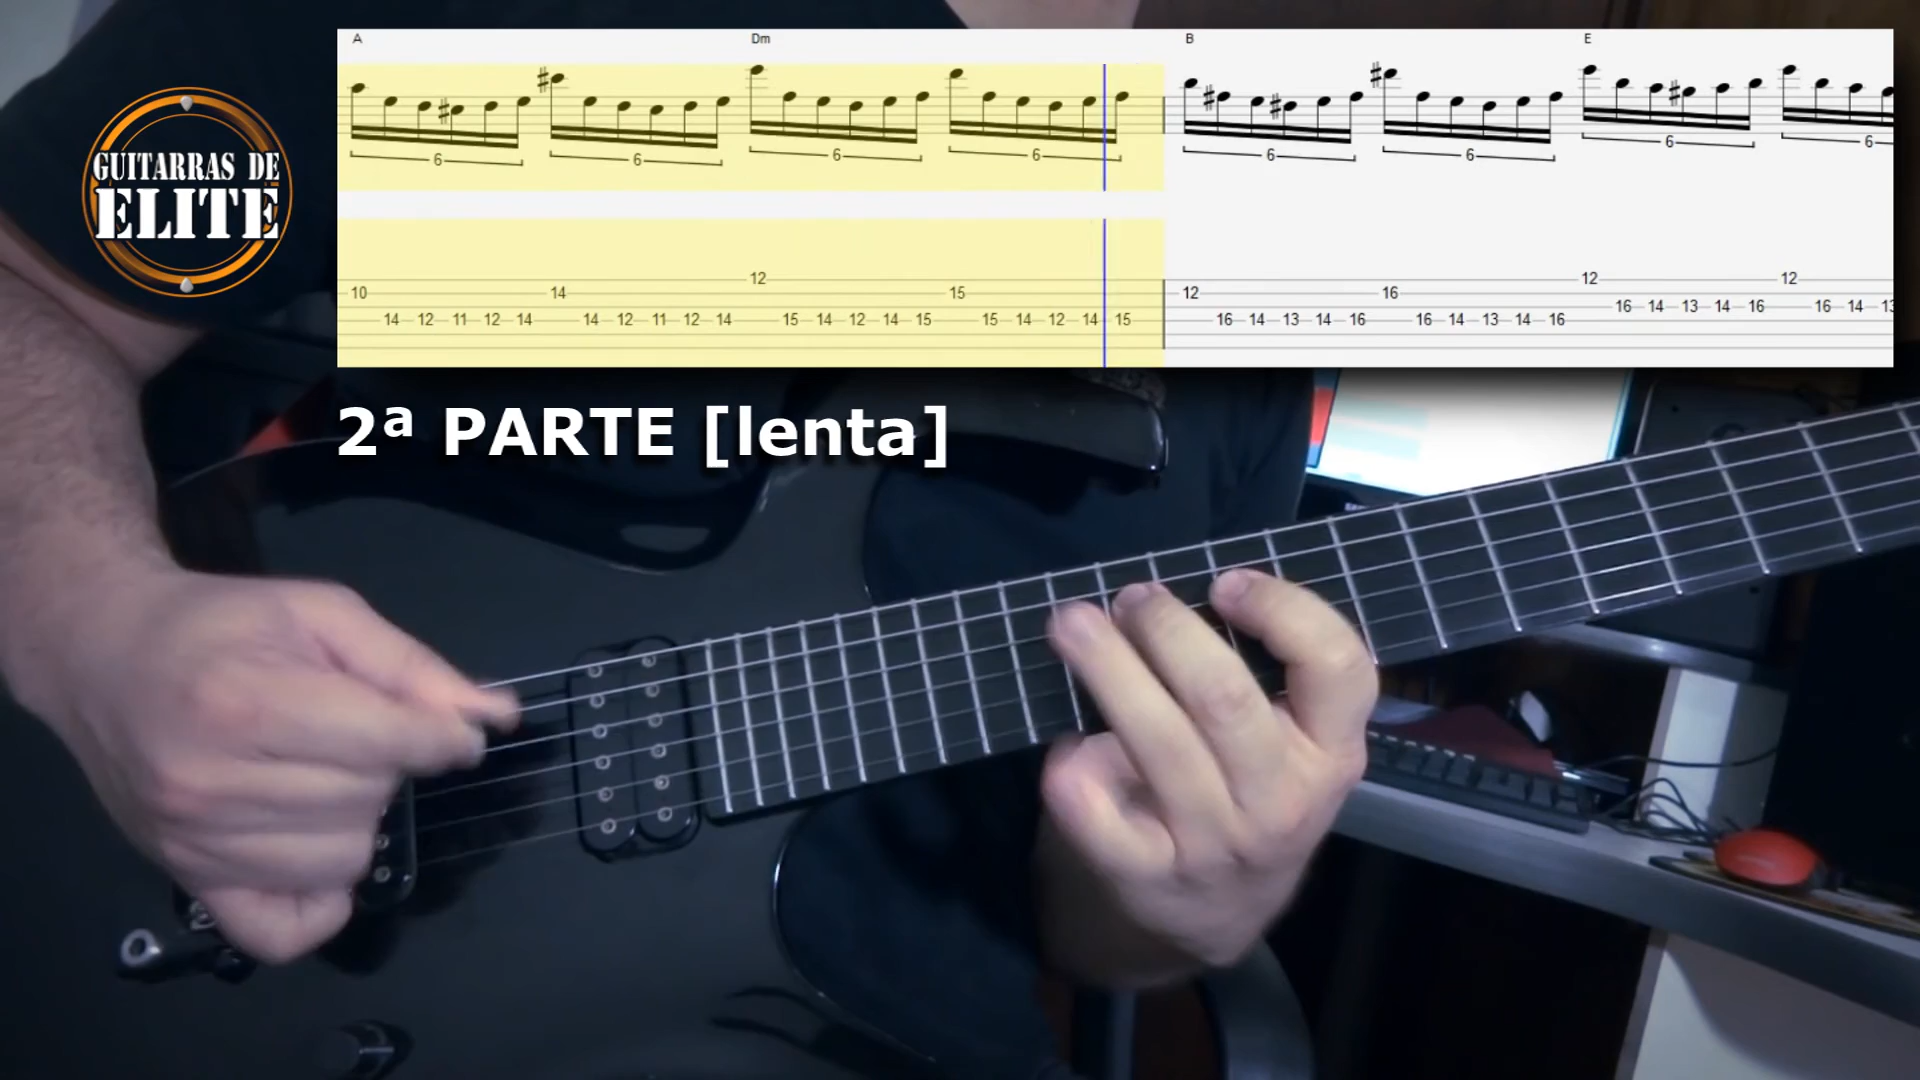 A Dm B E
6 6 6 6 6 6 6 6
GUITARRAS DE
ELITE
12 12 12
10 14 15 12 16
16 14 13 14 16 16 14 13
14 12 11 12 14 14 12 11 12 14 15 14 12 14 15 15 14 12 14 15 16 14 13 14 16 16 14 13 14 16
2ª PARTE [lenta]